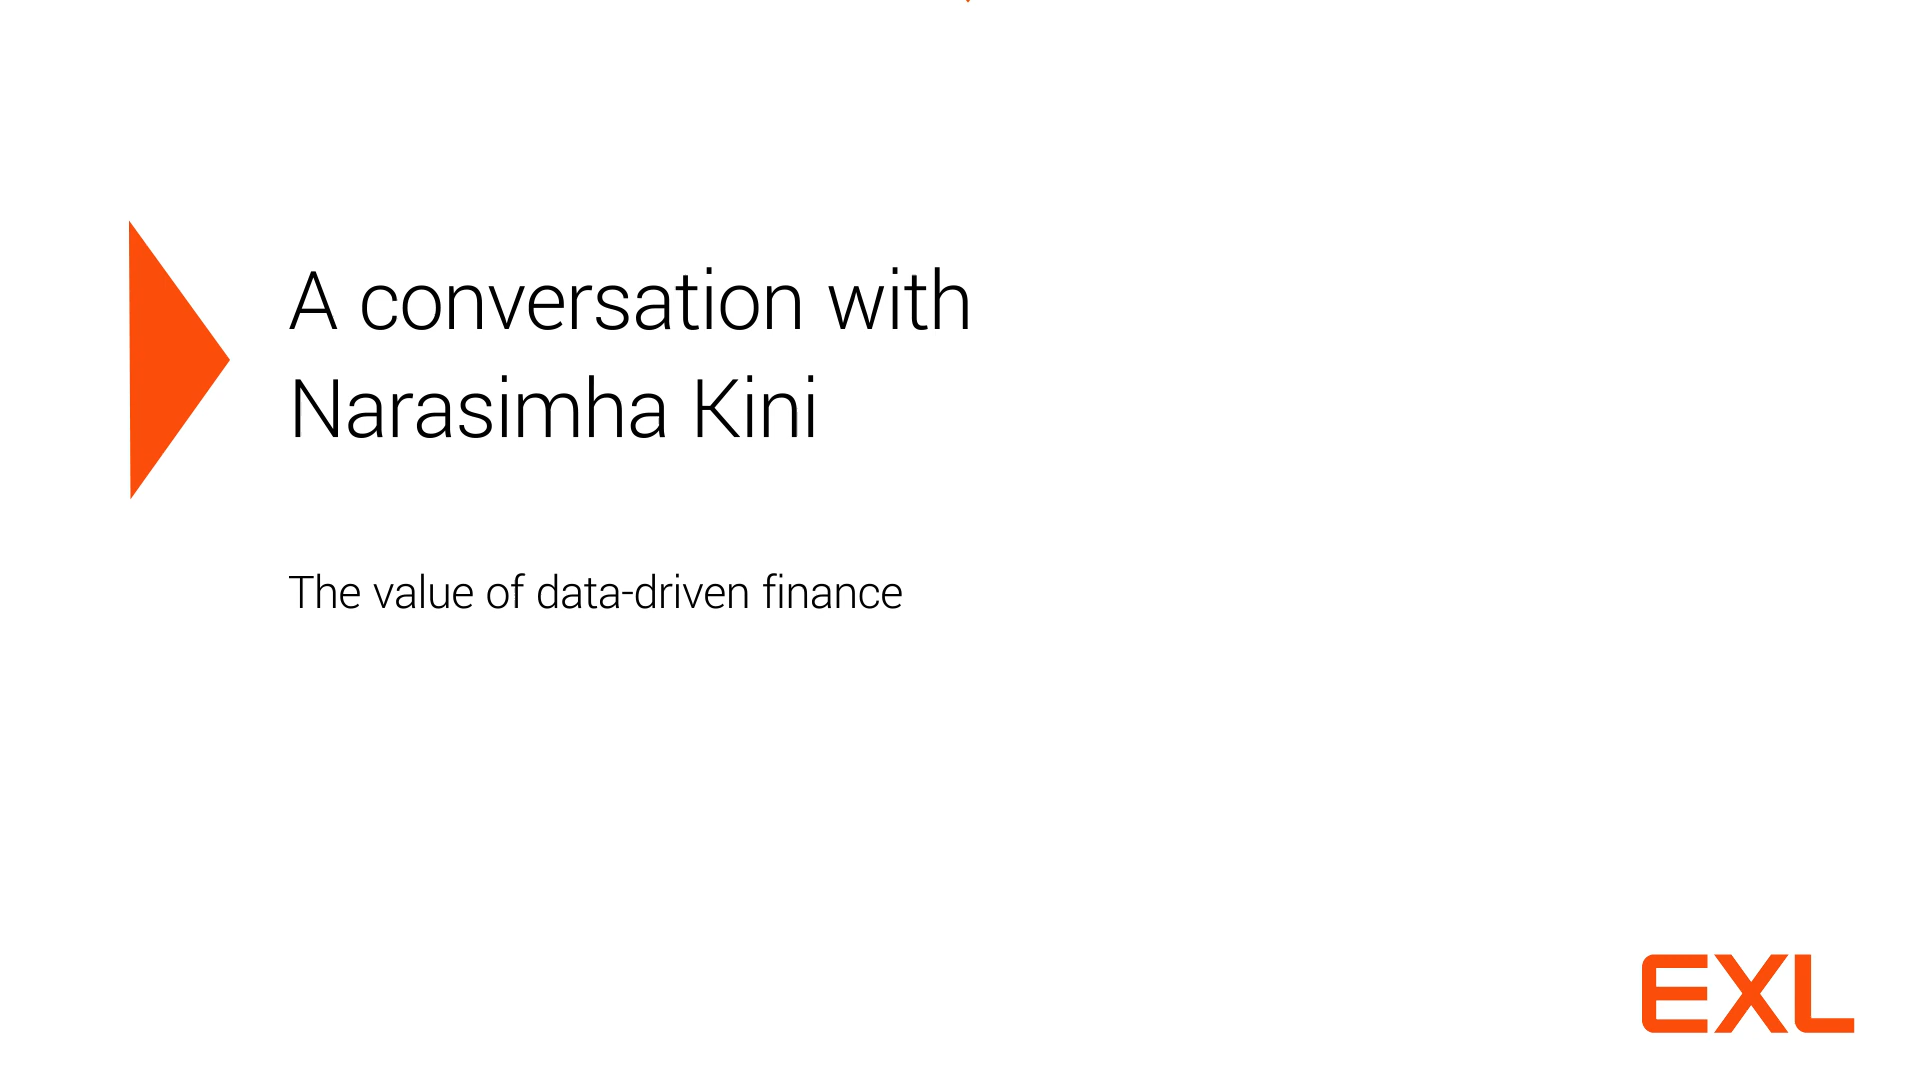 A conversation with
Narasimha Kini
The value of data-driven finance
EXL